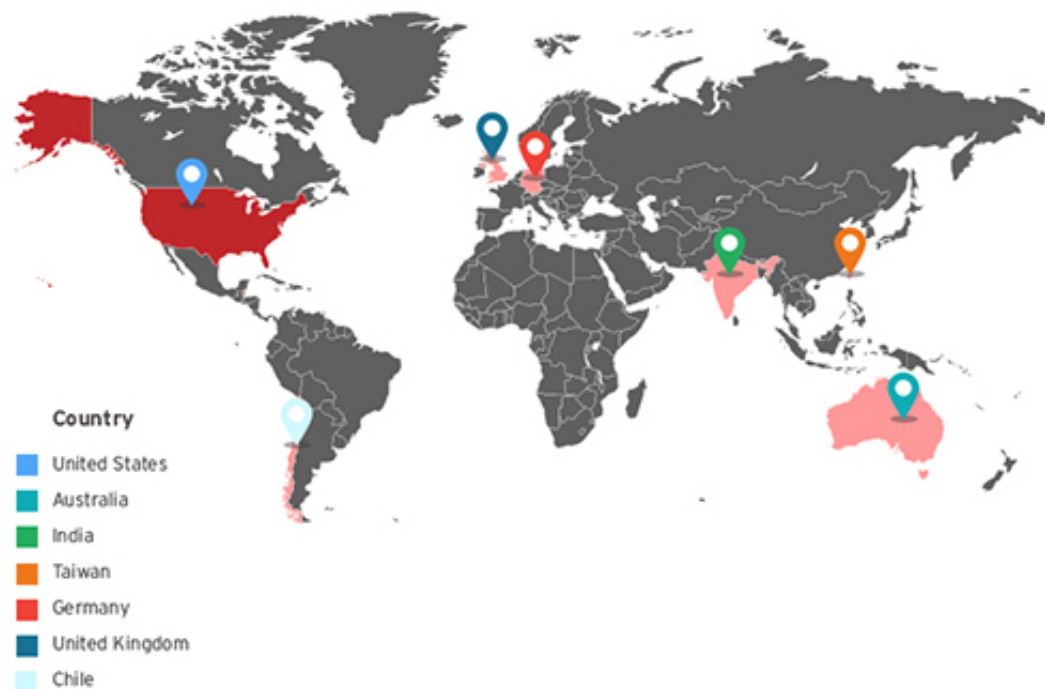 Country
United States
Australia
India
Taiwan
Germany
United Kingdom
Chile